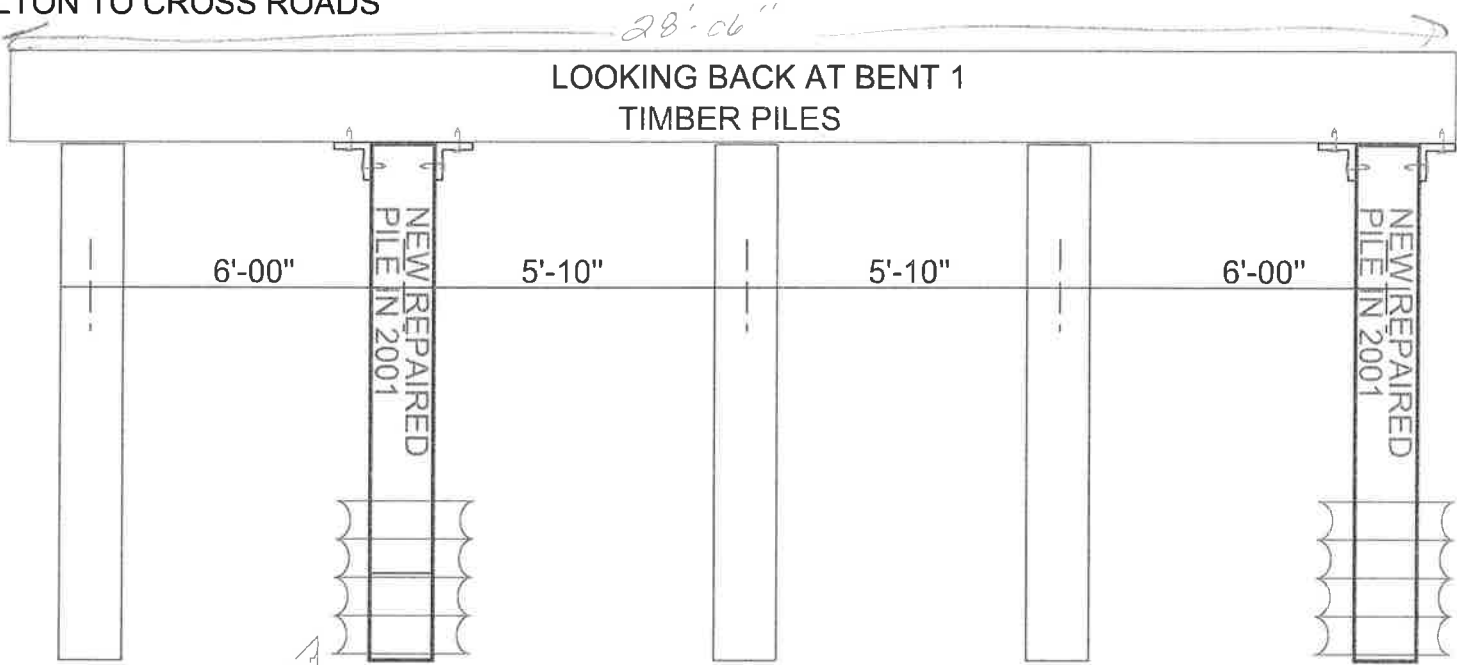 TO CROSS ROADS
28'-06"
LOOKING BACK AT BENT 1
TIMBER PILES
6'-00"
NEW REPAIRED
PILE IN 2001
5'-10"
5'-10"
6'-00"
NEW REPAIRED
PILE IN 2001